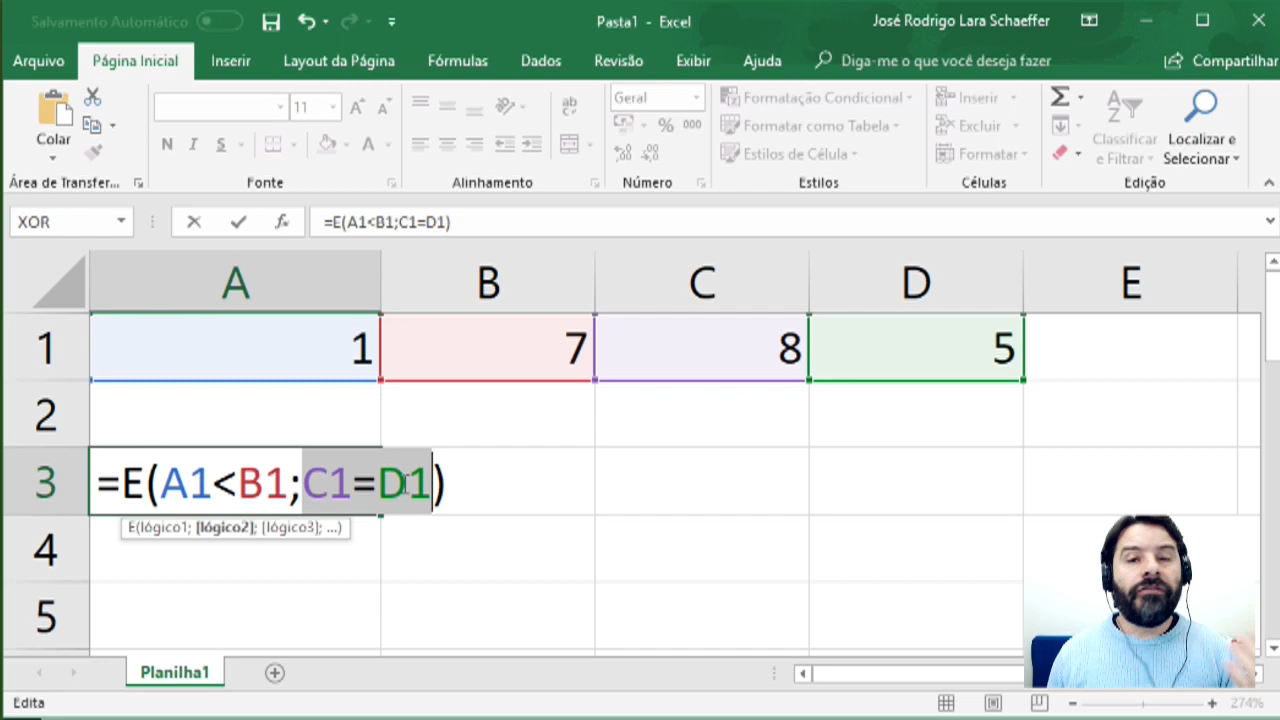 Salvamento Automático
Pasta1 - Excel
José Rodrigo Lara Schaeffer
Arquivo
Página Inicial
Inserir
Layout da Página
Fórmulas
Dados
Revisão
Exibir
Ajuda
Diga-me o que você deseja fazer
Compartilhar
Colar
11
A A
N I S
A
ab
Geral
% 000
Formatação Condicional
Formatar como Tabela
Estilos de Célula
Inserir
Excluir
Formatar
Σ
A
Z
Classificar
e Filtrar
Localizar e
Selecionar
Área de Transfer...
Fonte
Alinhamento
Número
Estilos
Células
Edição
XOR
fx
=E(A1<B1;C1=D1)
A B C D E
1 1 7 8 5
2
3 =E(A1<B1;C1=D1)
E(lógico1; [lógico2]; [lógico3]; ...)
4
5
Planilha1
Edita
274%